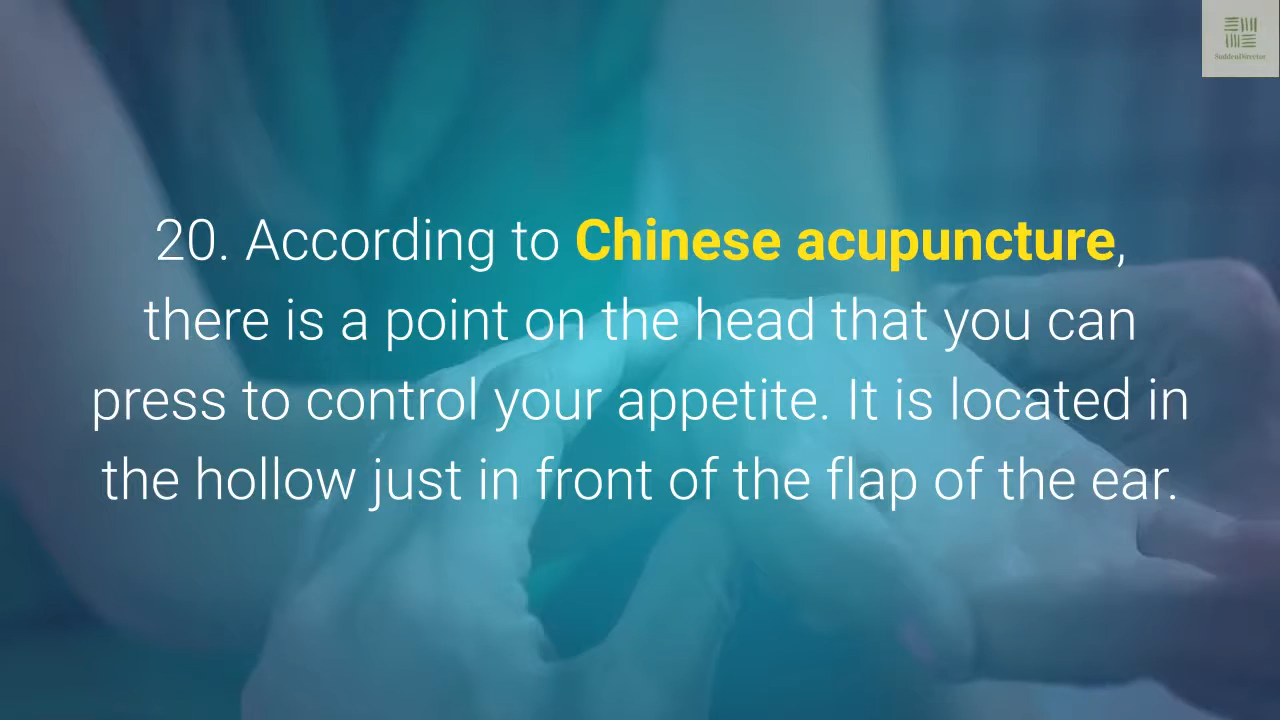 SuddenDirector
20. According to Chinese acupuncture,
there is a point on the head that you can
press to control your appetite. It is located in
the hollow just in front of the flap of the ear.